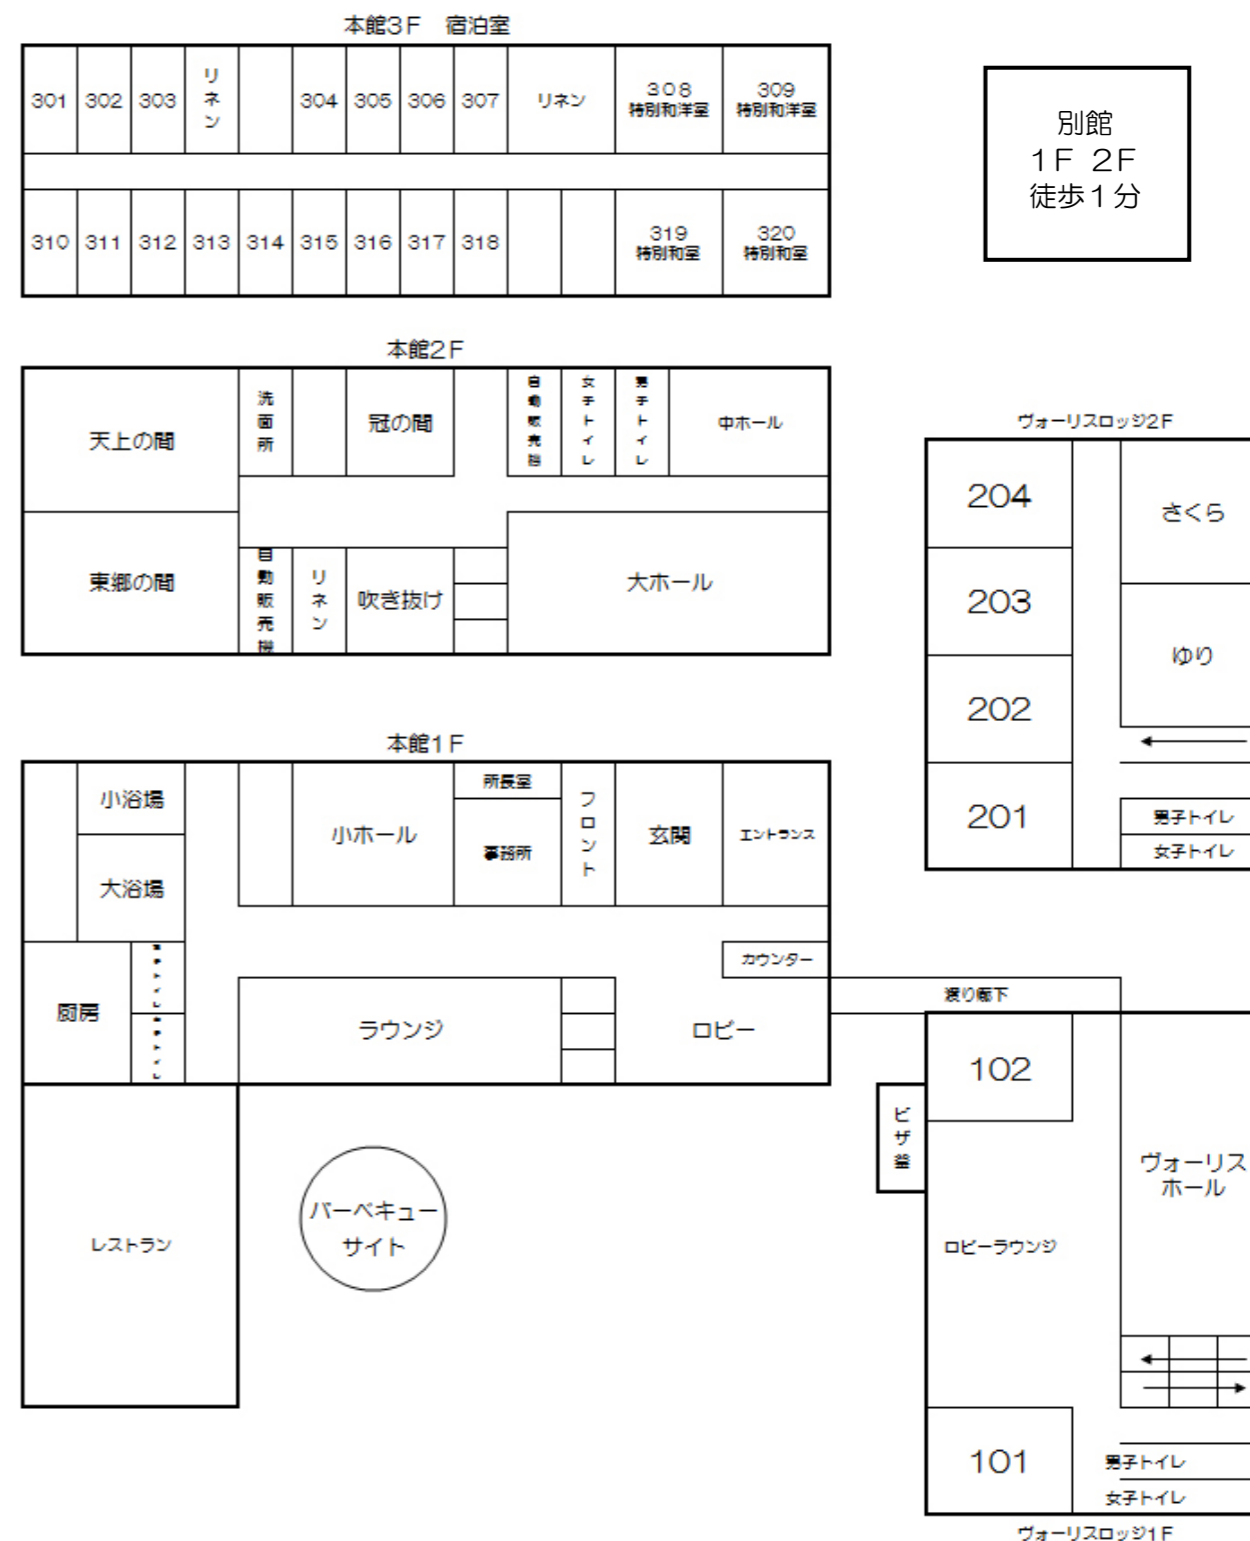 本館3F 宿泊室
301 302 303 リネン 304 305 306 307 リネン 308 309
特別和洋室 特別和洋室
310 311 312 313 314 315 316 317 318 319 320
特別和室 特別和室
別館
1F 2F
徒歩1分
本館2F
天上の間
洗面所
冠の間
自動販売機
女子トイレ
男子トイレ
中ホール
東郷の間
自動販売機
リネン
吹き抜け
大ホール
ヴォーリスロッジ2F
204
さくら
203
ゆり
202
201
男子トイレ
女子トイレ
本館1F
小浴場
大浴場
小ホール
所長室
事務所
フロント
玄関
エントランス
カウンター
厨房
ラウンジ
ロビー
渡り廊下
レストラン
バーベキュー
サイト
102
ピザ釜
ヴォーリス
ホール
ロビーラウンジ
101
男子トイレ
女子トイレ
ヴォーリスロッジ1F